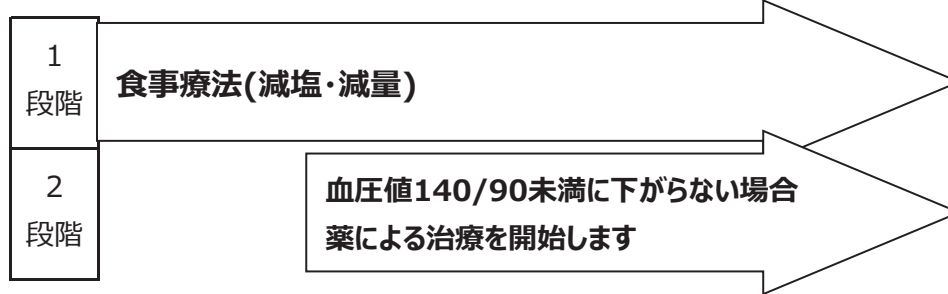 1
段階
食事療法(減塩・減量)
2
段階
血圧値140/90未満に下がらない場合
薬による治療を開始します